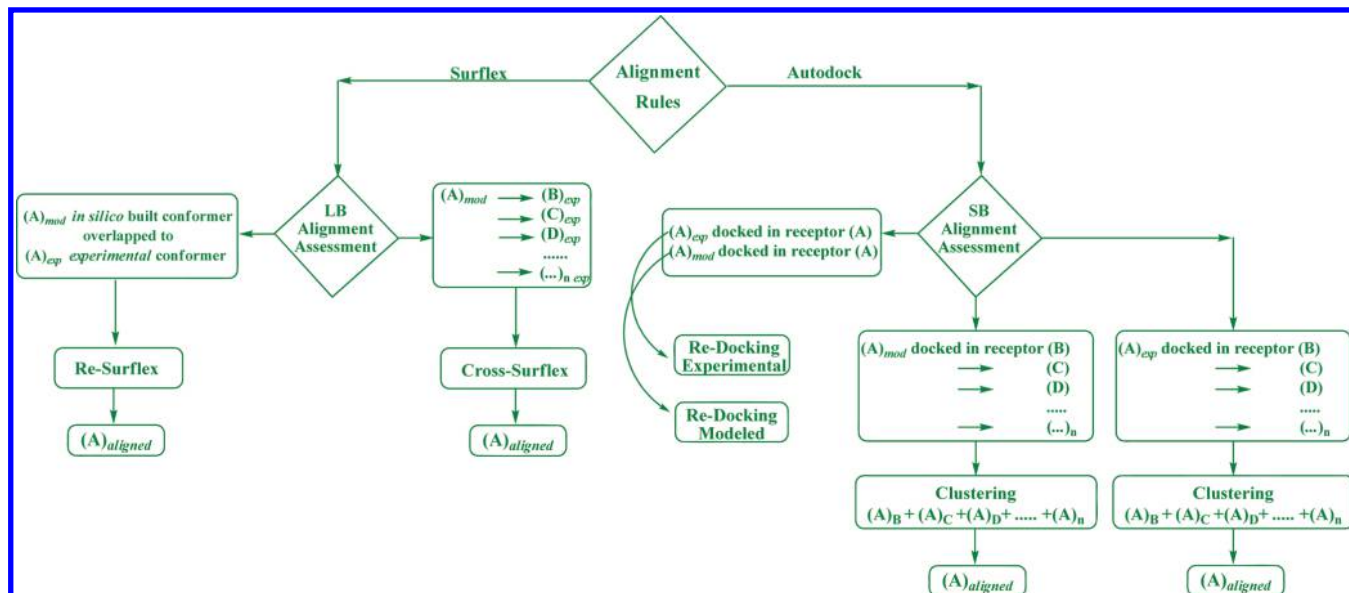 Alignment
Rules
Surflex
Autodock
LB
Alignment
Assessment
(A)mod in silico built conformer
overlapped to
(A)exp experimental conformer
Re-Surflex
(A)aligned
(A)mod → (B)exp
→ (C)exp
→ (D)exp
......
→ (...)n exp
Cross-Surflex
(A)aligned
SB
Alignment
Assessment
(A)exp docked in receptor (A)
(A)mod docked in receptor (A)
Re-Docking
Experimental
Re-Docking
Modeled
(A)mod docked in receptor (B)
→ (C)
→ (D)
.....
→ (...)n
Clustering
(A)B + (A)C +(A)D+ ..... +(A)n
(A)aligned
(A)exp docked in receptor (B)
→ (C)
→ (D)
.....
→ (...)n
Clustering
(A)B + (A)C +(A)D+ ..... +(A)n
(A)aligned